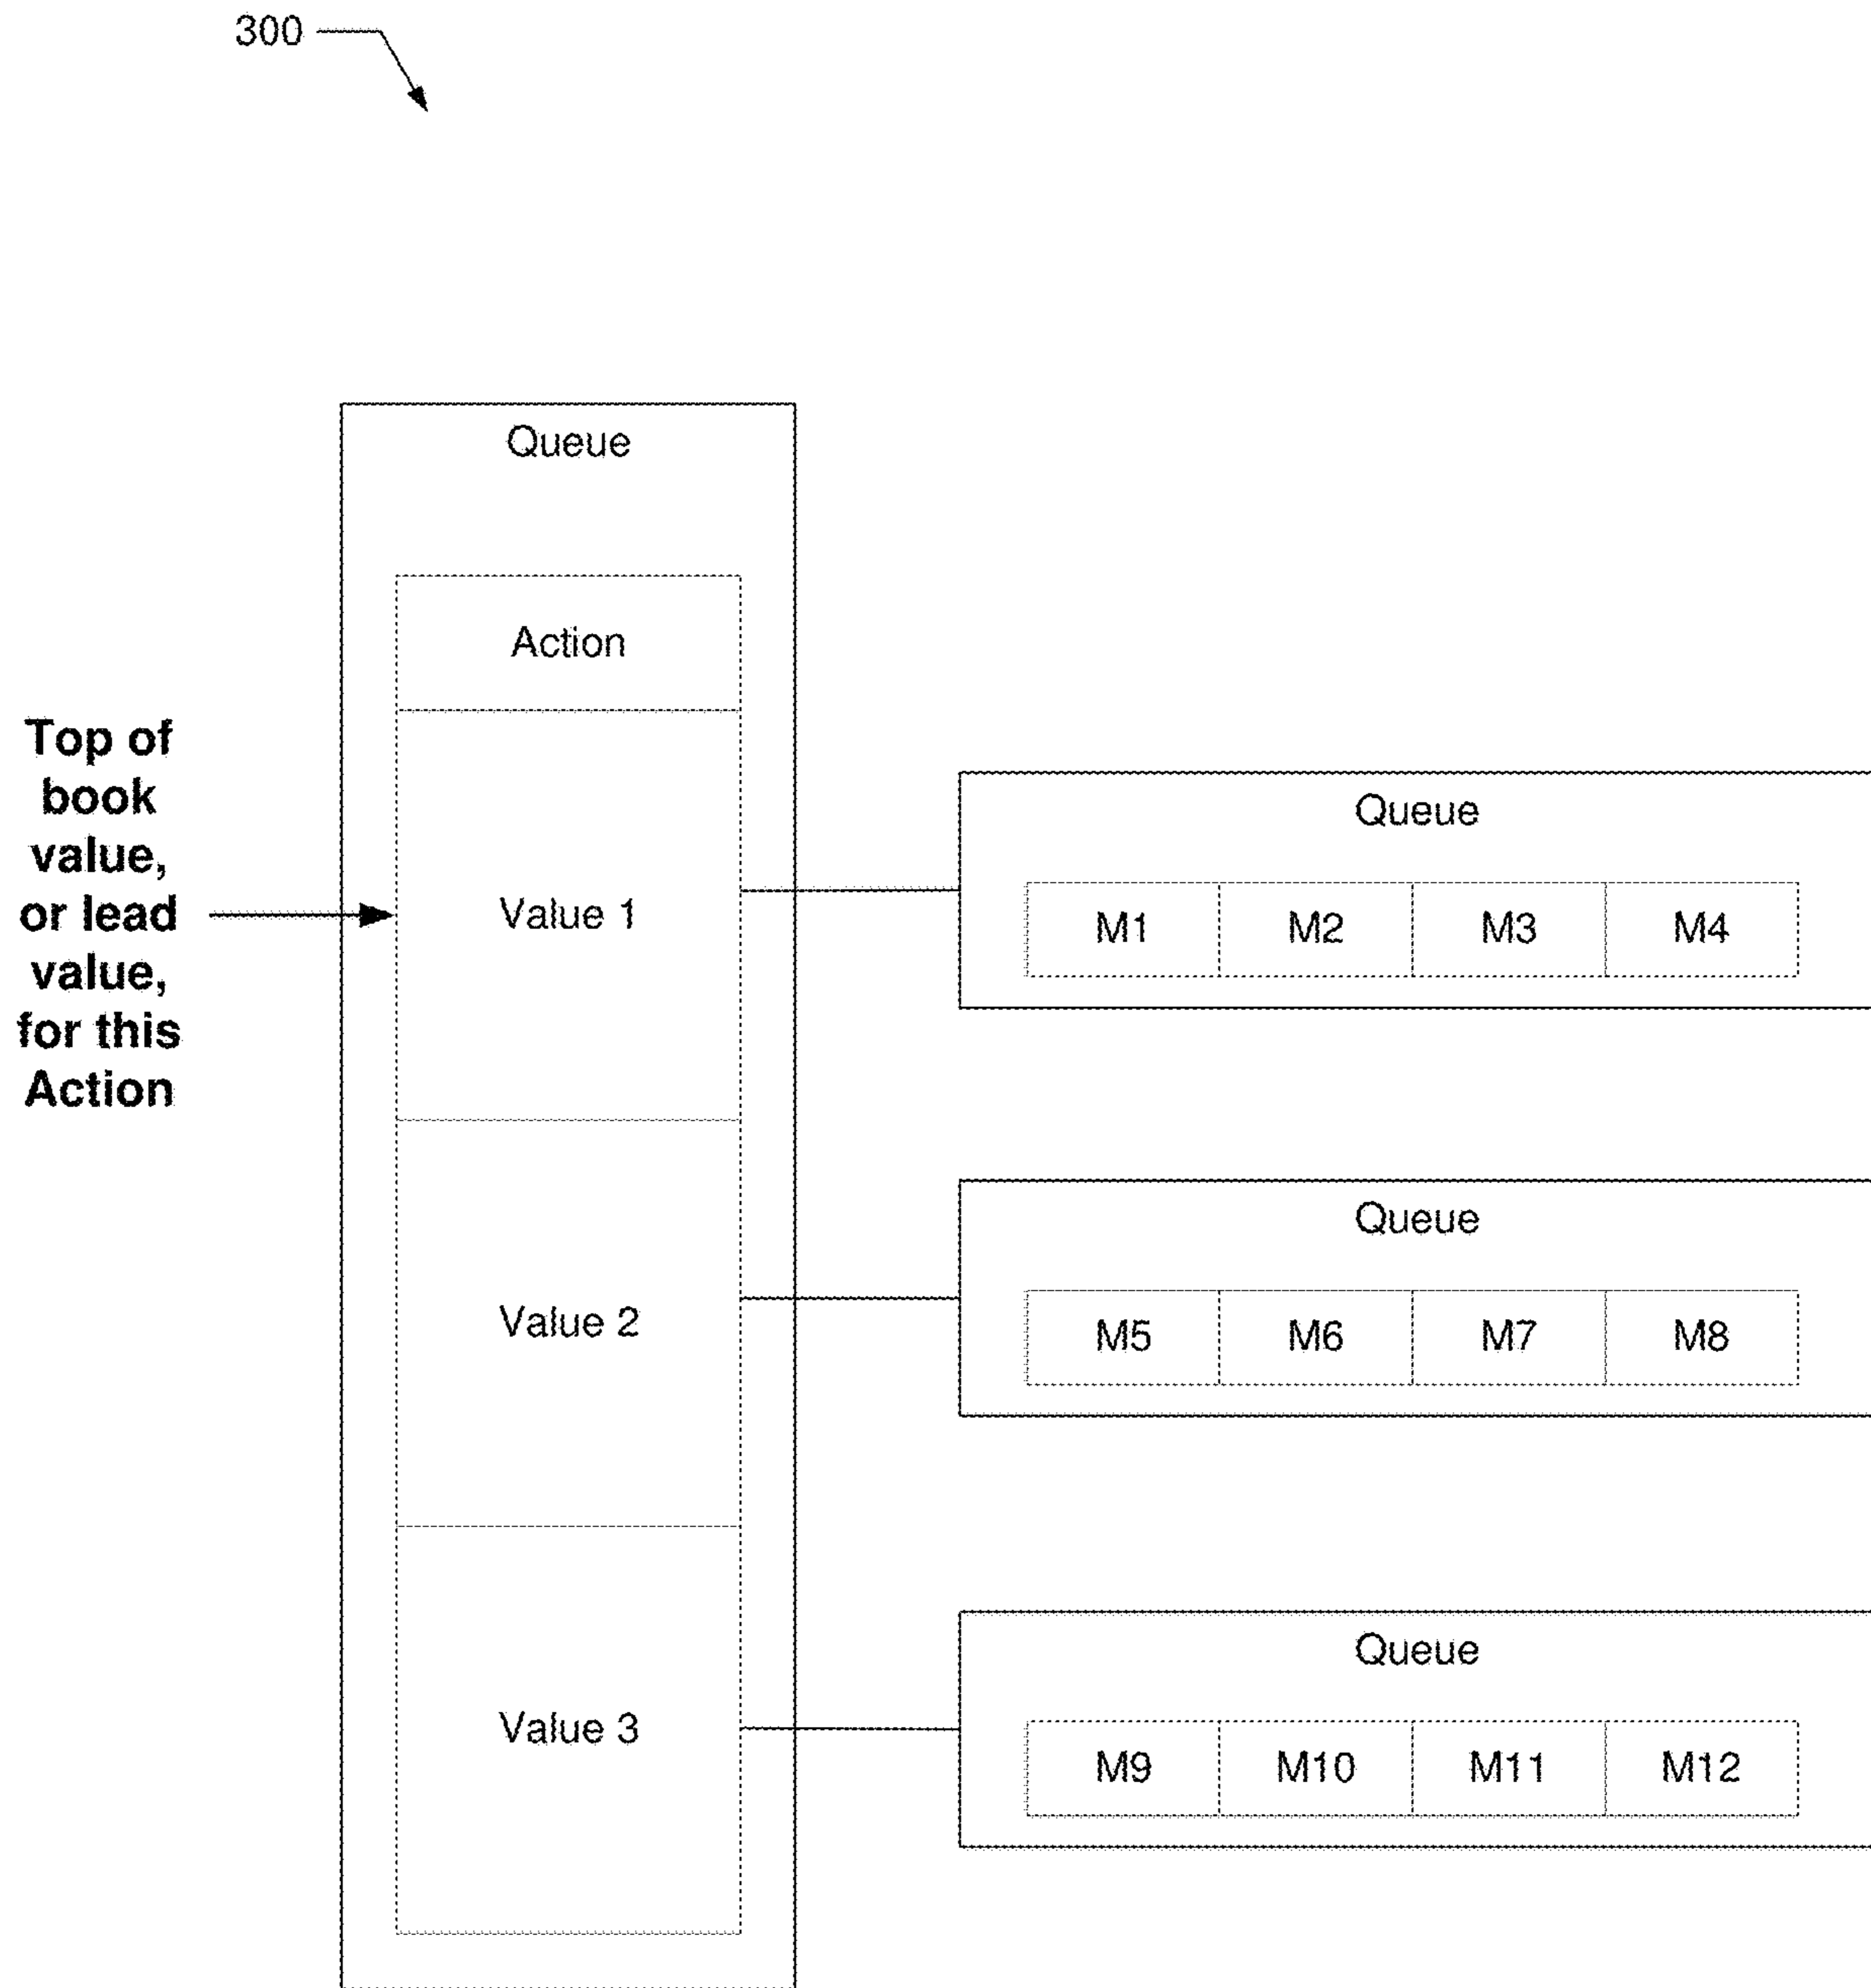 300
Queue
Action
Top of
book
value,
or lead
value,
for this
Action
Value 1
Queue
M1 M2 M3 M4
Value 2
Queue
M5 M6 M7 M8
Value 3
Queue
M9 M10 M11 M12